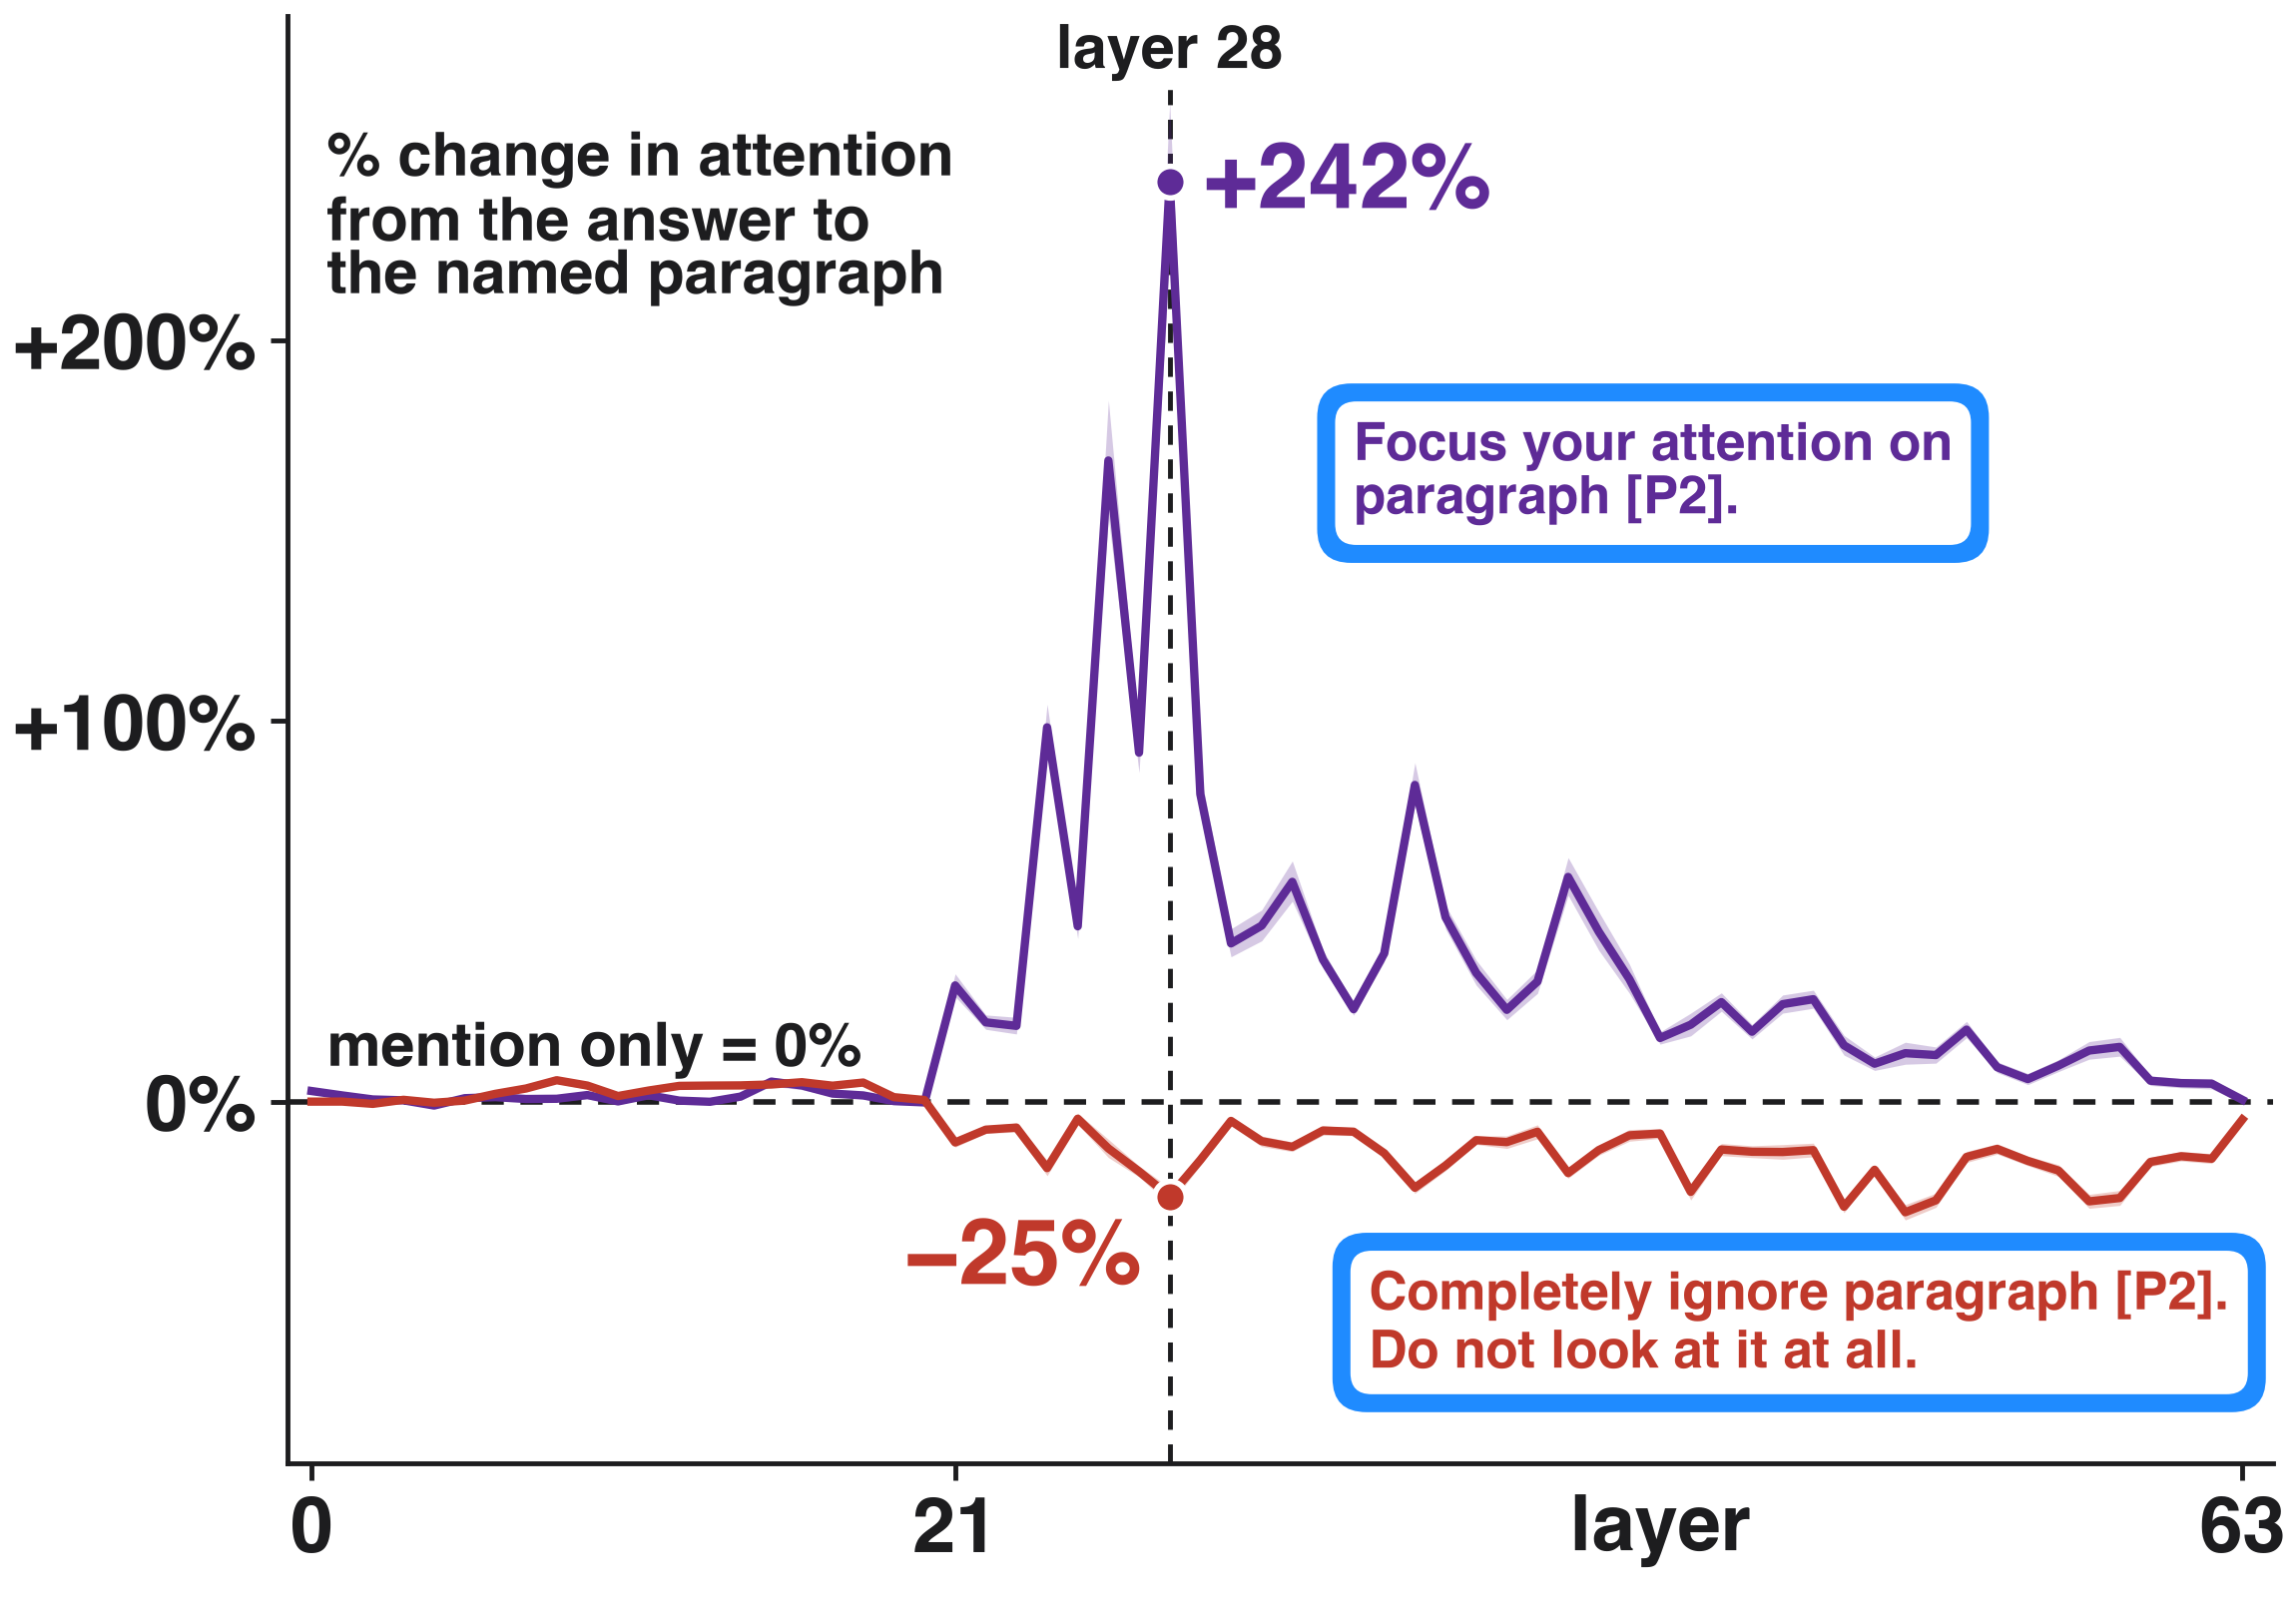 layer 28
% change in attention
from the answer to
the named paragraph
+242%
+200%
Focus your attention on
paragraph [P2].
+100%
mention only = 0%
0%
−25%
Completely ignore paragraph [P2].
Do not look at it at all.
0
21
layer
63